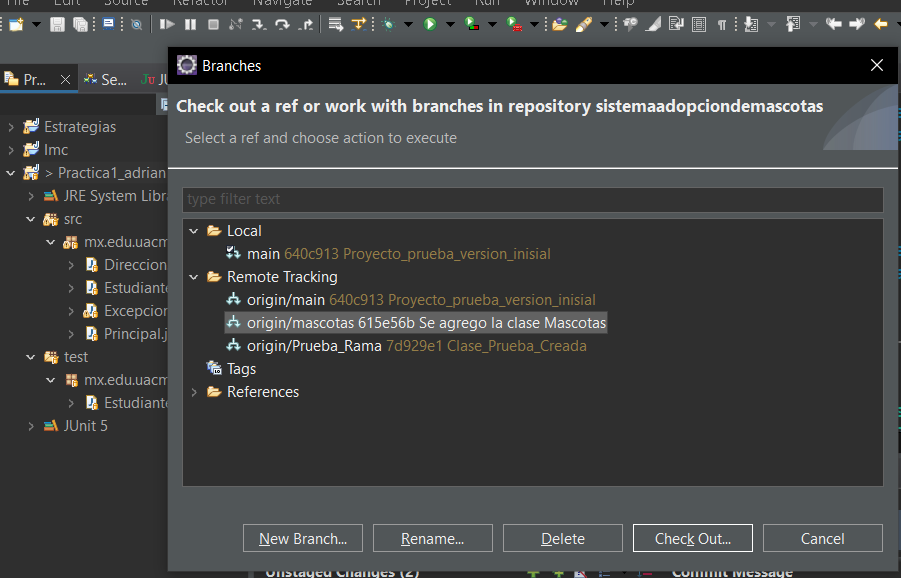 File Edit Source Refactor Navigate Search Project Run Window Help
Branches
Pr... Se... JU
Check out a ref or work with branches in repository sistemaadopciondemascotas
Select a ref and choose action to execute
Estrategias
Imc
> Practica1_adrian
JRE System Libra
src
mx.edu.uacm
Direccion
Estudiante
Excepcion
Principal.j
test
mx.edu.uacm
Estudiante
JUnit 5
type filter text
Local
main 640c913 Proyecto_prueba_version_inisial
Remote Tracking
origin/main 640c913 Proyecto_prueba_version_inisial
origin/mascotas 615e56b Se agrego la clase Mascotas
origin/Prueba_Rama 7d929e1 Clase_Prueba_Creada
Tags
References
New Branch... Rename... Delete Check Out... Cancel
Unstaged Changes (2) Commit Message